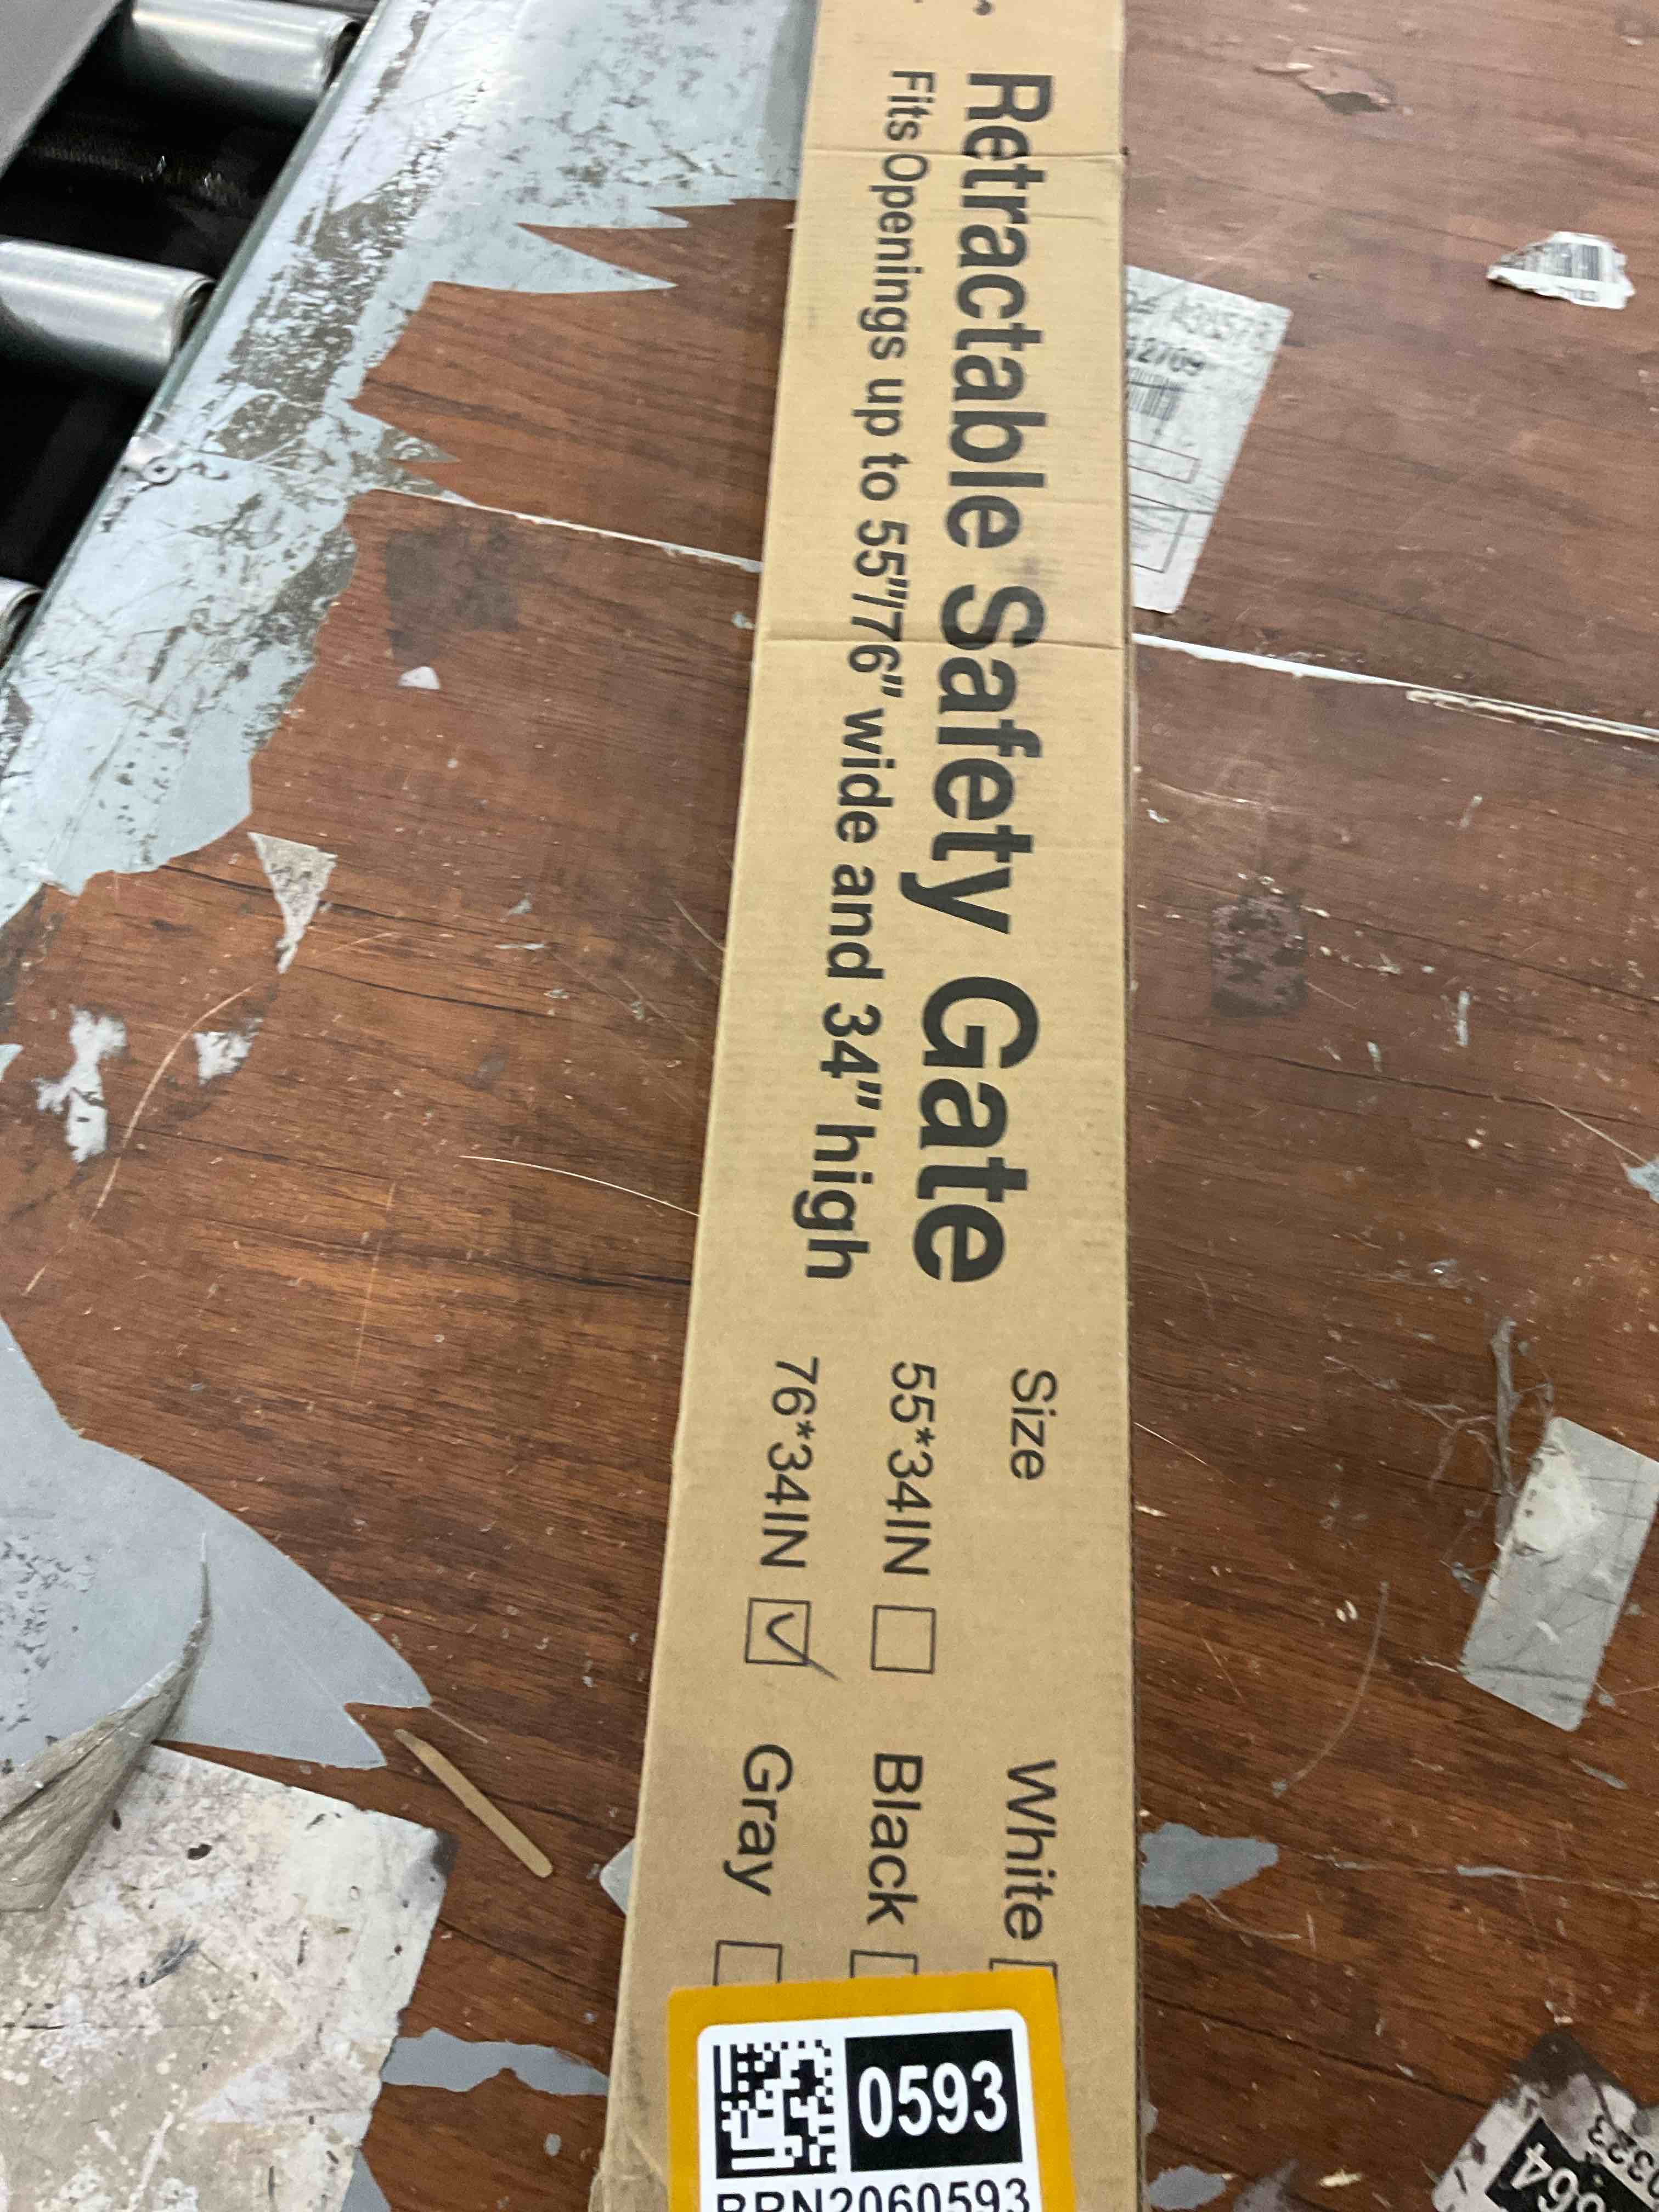 Retractable Safety Gate
Fits Openings up to 55"/76" wide and 34" high
Size
55*34IN
76*34IN
White
Black
Gray
0593
12709